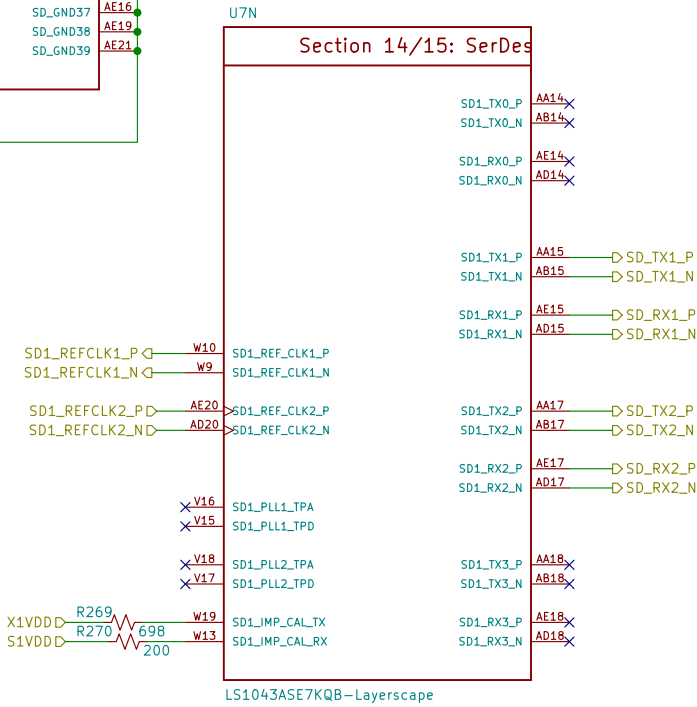 U7N
SD_GND37 AE16
SD_GND38 AE19
SD_GND39 AE21
Section 14/15: SerDes
SD1_TX0_P AA14
SD1_TX0_N AB14
SD1_RX0_P AE14
SD1_RX0_N AD14
SD1_TX1_P AA15 SD_TX1_P
SD1_TX1_N AB15 SD_TX1_N
SD1_RX1_P AE15 SD_RX1_P
SD1_RX1_N AD15 SD_RX1_N
SD1_REFCLK1_P W10 SD1_REF_CLK1_P
SD1_REFCLK1_N W9 SD1_REF_CLK1_N
SD1_REFCLK2_P AE20 SD1_REF_CLK2_P SD1_TX2_P AA17 SD_TX2_P
SD1_REFCLK2_N AD20 SD1_REF_CLK2_N SD1_TX2_N AB17 SD_TX2_N
SD1_RX2_P AE17 SD_RX2_P
SD1_RX2_N AD17 SD_RX2_N
V16 SD1_PLL1_TPA
V15 SD1_PLL1_TPD
V18 SD1_PLL2_TPA SD1_TX3_P AA18
V17 SD1_PLL2_TPD SD1_TX3_N AB18
X1VDD R269 698 W19 SD1_IMP_CAL_TX SD1_RX3_P AE18
S1VDD R270 200 W13 SD1_IMP_CAL_RX SD1_RX3_N AD18
LS1043ASE7KQB-Layerscape